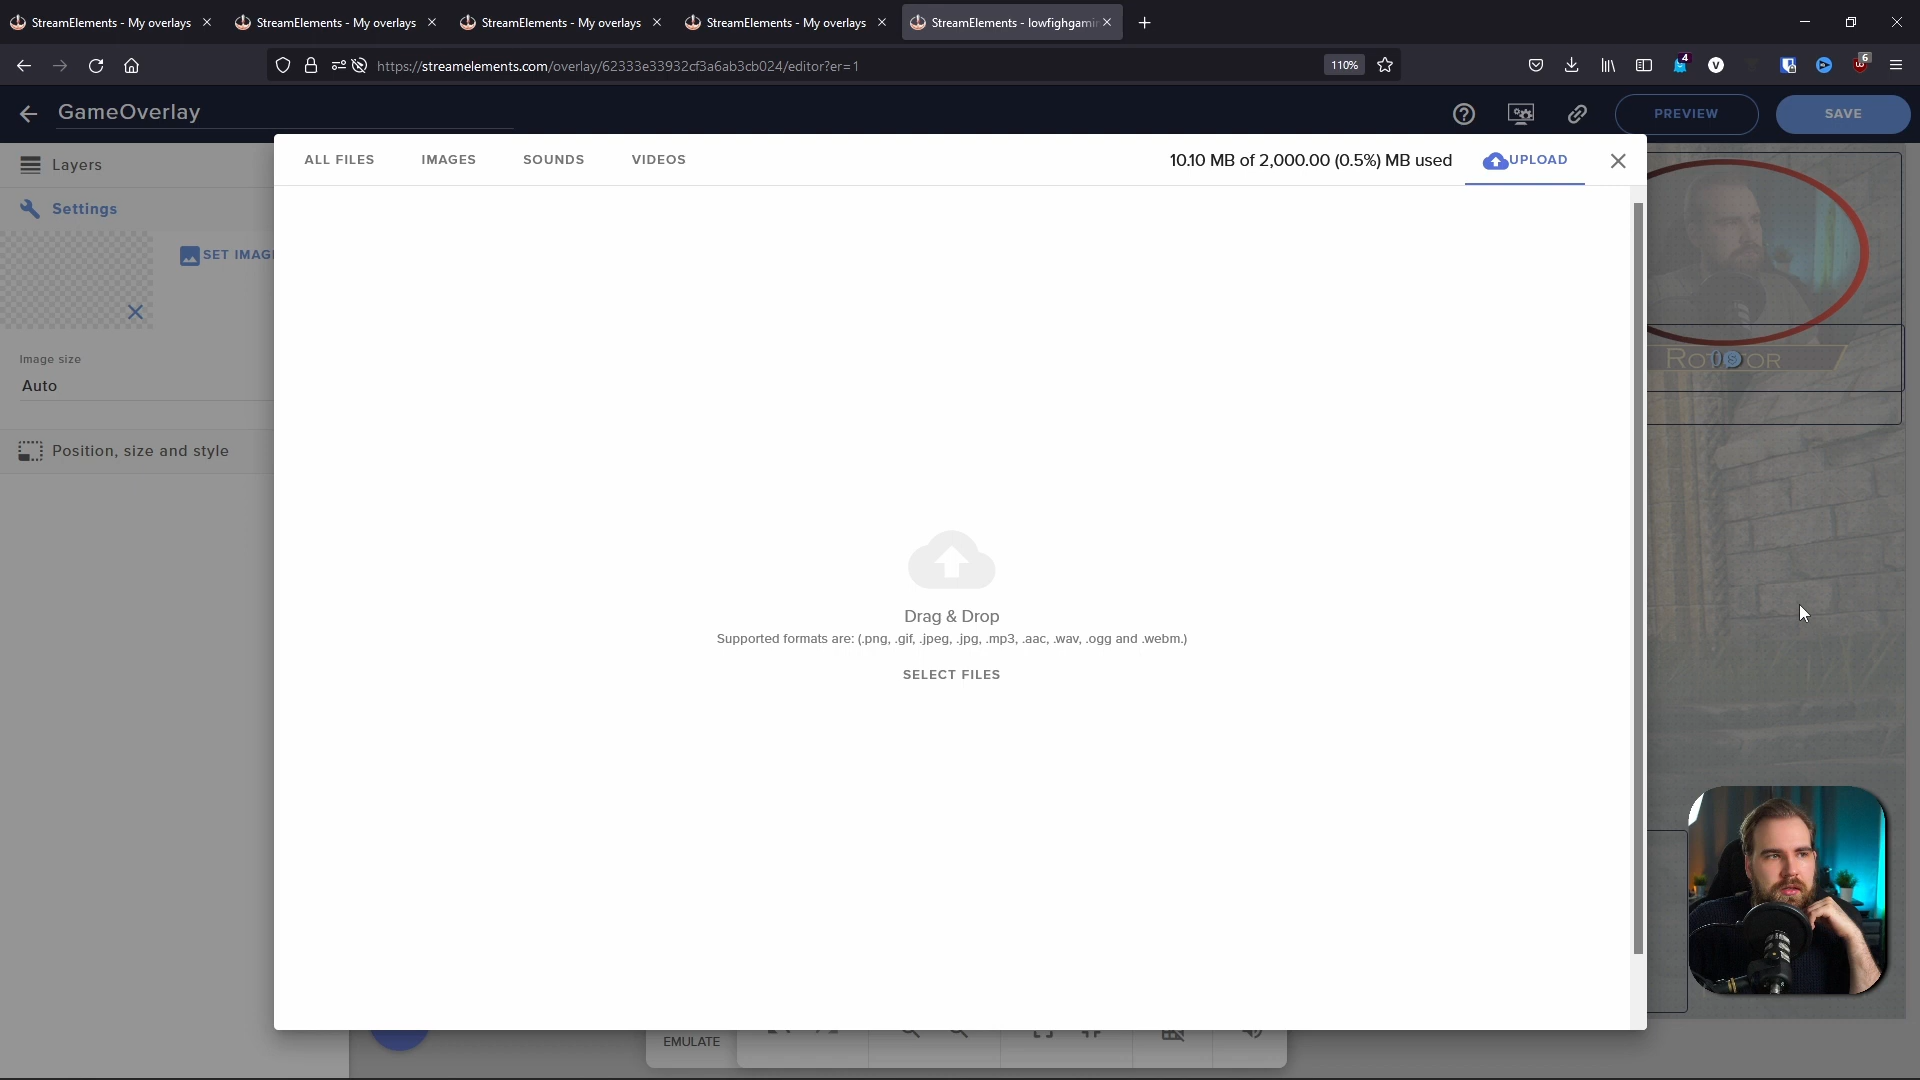 StreamElements - My overlays
StreamElements - My overlays
StreamElements - My overlays
StreamElements - My overlays
StreamElements - lowfighgami
https://streamelements.com/overlay/62333e33932cf3a6ab3cb024/editor?er=1
110%
4
6
GameOverlay
PREVIEW
SAVE
Layers
Settings
SET IMAG
Image size
Auto
Position, size and style
ALL FILES
IMAGES
SOUNDS
VIDEOS
10.10 MB of 2,000.00 (0.5%) MB used
UPLOAD
Drag & Drop
Supported formats are: (.png, .gif, .jpeg, .jpg, .mp3, .aac, .wav, .ogg and .webm.)
SELECT FILES
EMULATE